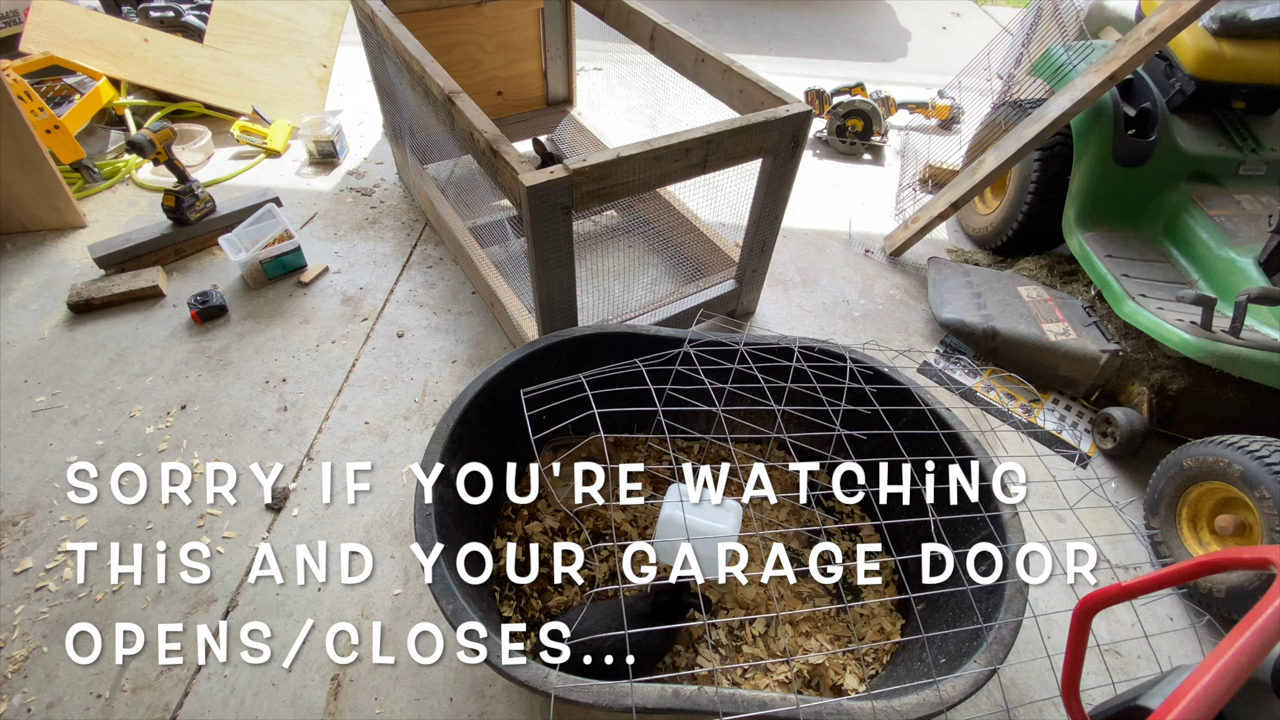 SORRY IF YOU'RE WATCHiNG
THiS AND YOUR GARAGE DOOR
OPENS/CLOSES...